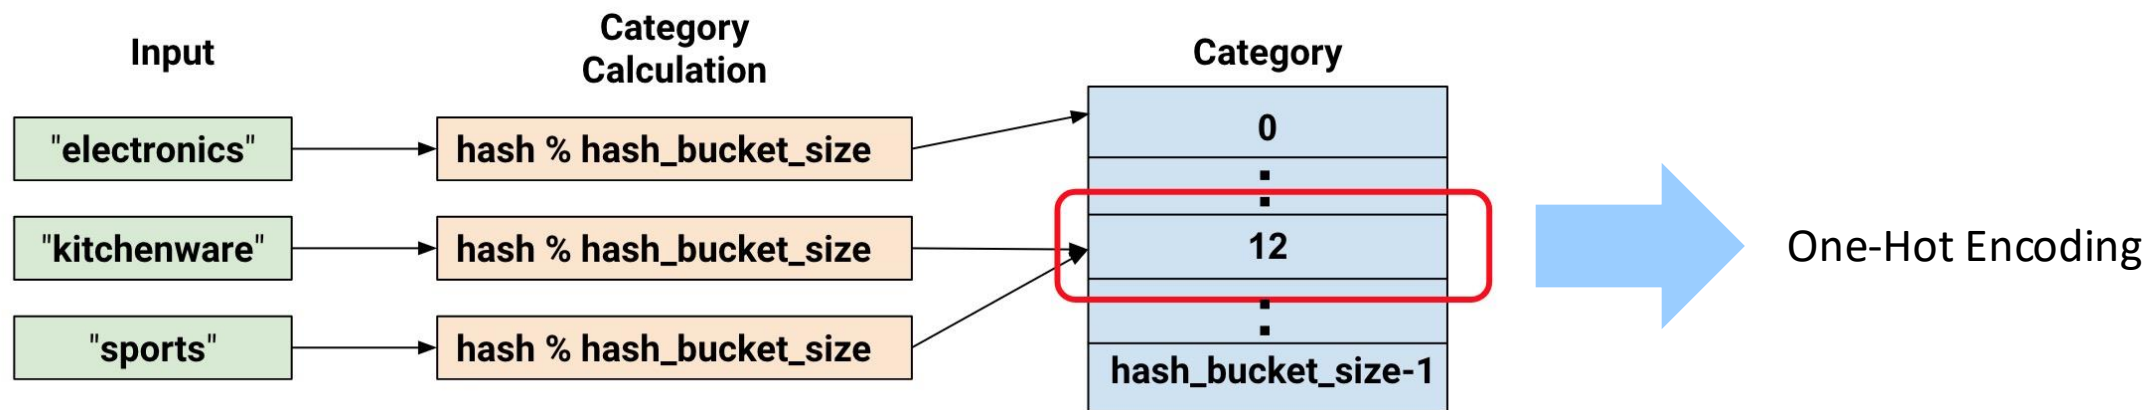 Input
Category
Calculation
Category
"electronics"
hash % hash_bucket_size
0
"kitchenware"
hash % hash_bucket_size
12
One-Hot Encoding
"sports"
hash % hash_bucket_size
hash_bucket_size-1